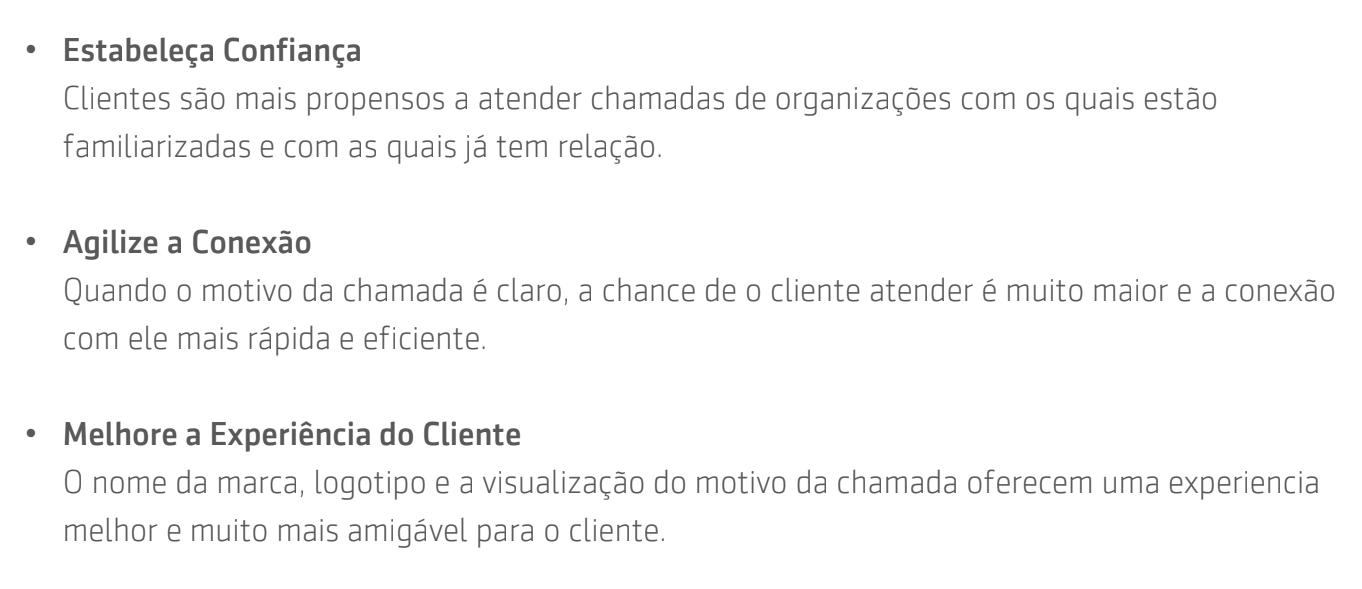 • Estabeleça Confiança
Clientes são mais propensos a atender chamadas de organizações com os quais estão
familiarizadas e com as quais já tem relação.
• Agilize a Conexão
Quando o motivo da chamada é claro, a chance de o cliente atender é muito maior e a conexão
com ele mais rápida e eficiente.
• Melhore a Experiência do Cliente
O nome da marca, logotipo e a visualização do motivo da chamada oferecem uma experiencia
melhor e muito mais amigável para o cliente.